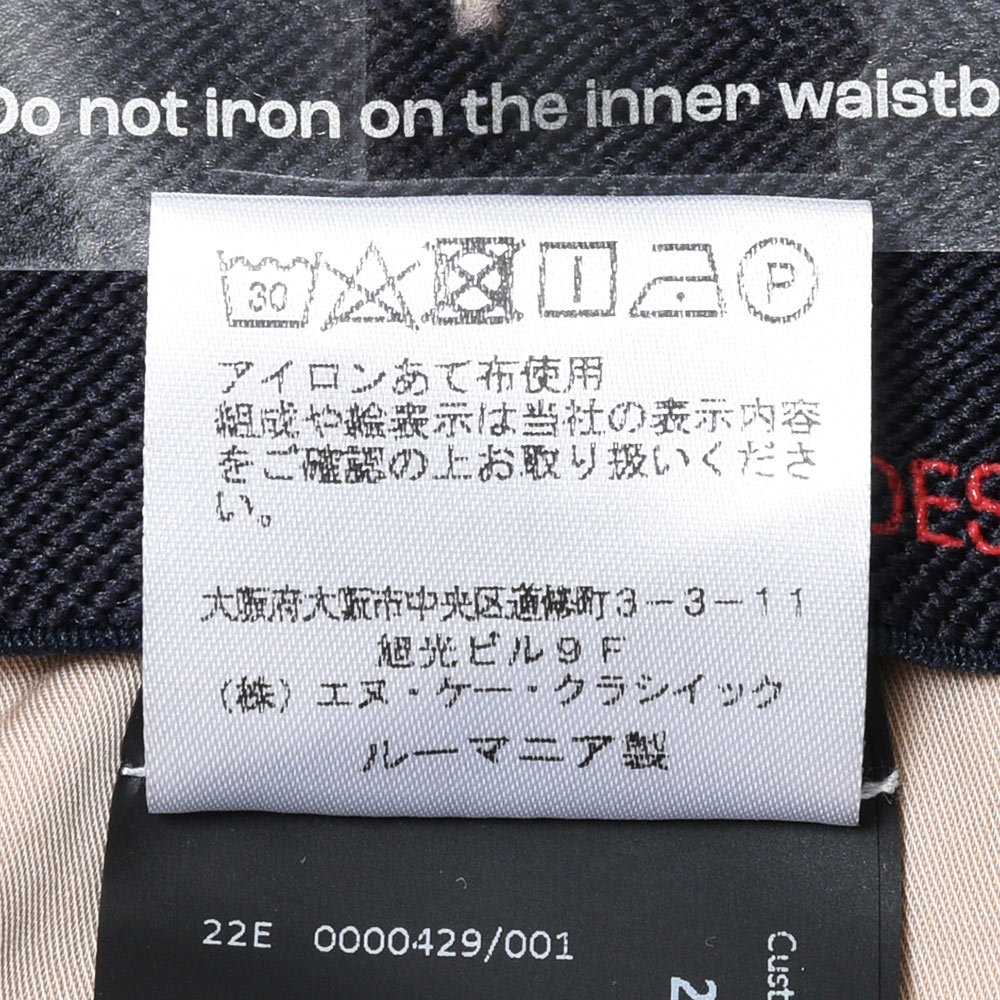 Do not iron on the inner waistb
30 P
アイロンあて布使用
組成や絵表示は当社の表示内容
をご確認の上お取り扱いくださ
い。
DES
大阪府大阪市中央区道修町3-3-11
旭光ビル9F
(株)エヌ・ケー・クラシイック
ルーマニア製
22E 0000429/001
Cust
2